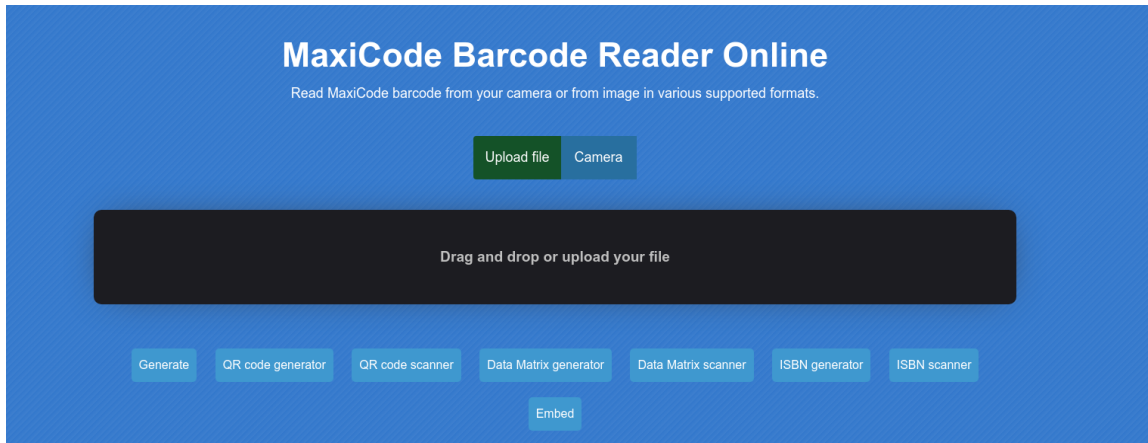 MaxiCode Barcode Reader Online
Read MaxiCode barcode from your camera or from image in various supported formats.
Upload file Camera
Drag and drop or upload your file
Generate QR code generator QR code scanner Data Matrix generator Data Matrix scanner ISBN generator ISBN scanner
Embed